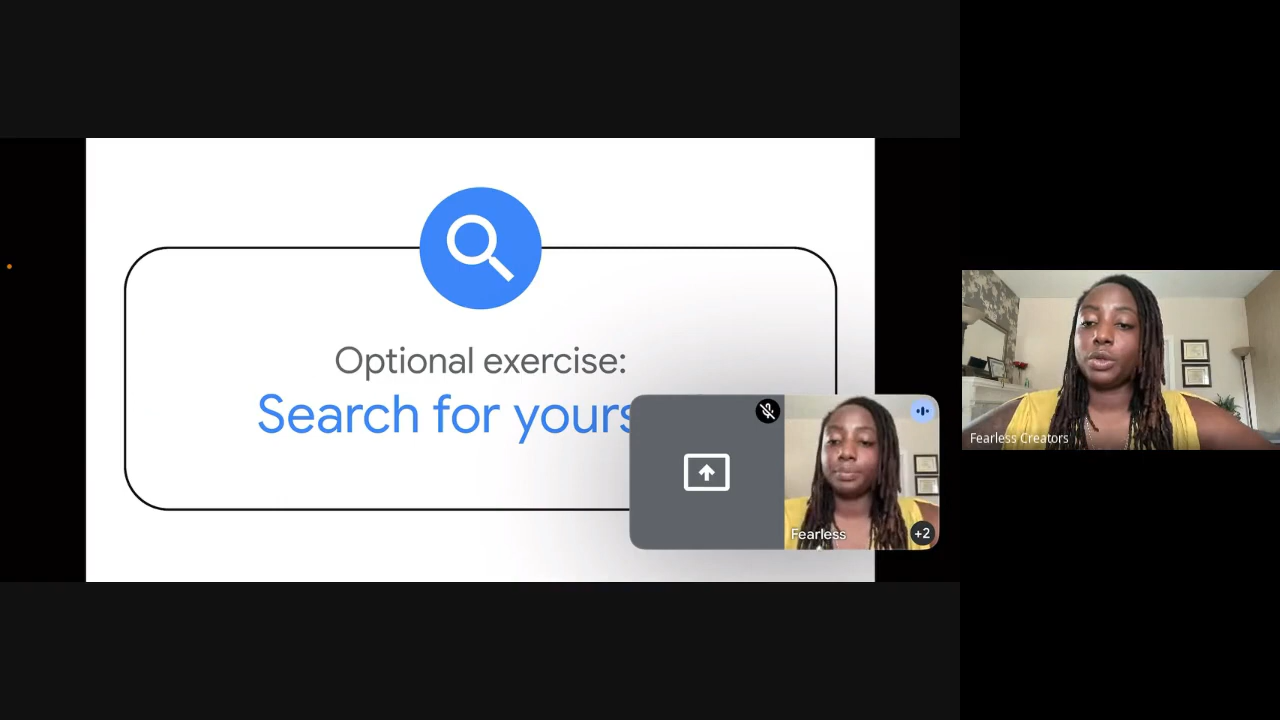 Optional exercise:
Search for yours
Fearless
+2
Fearless Creators